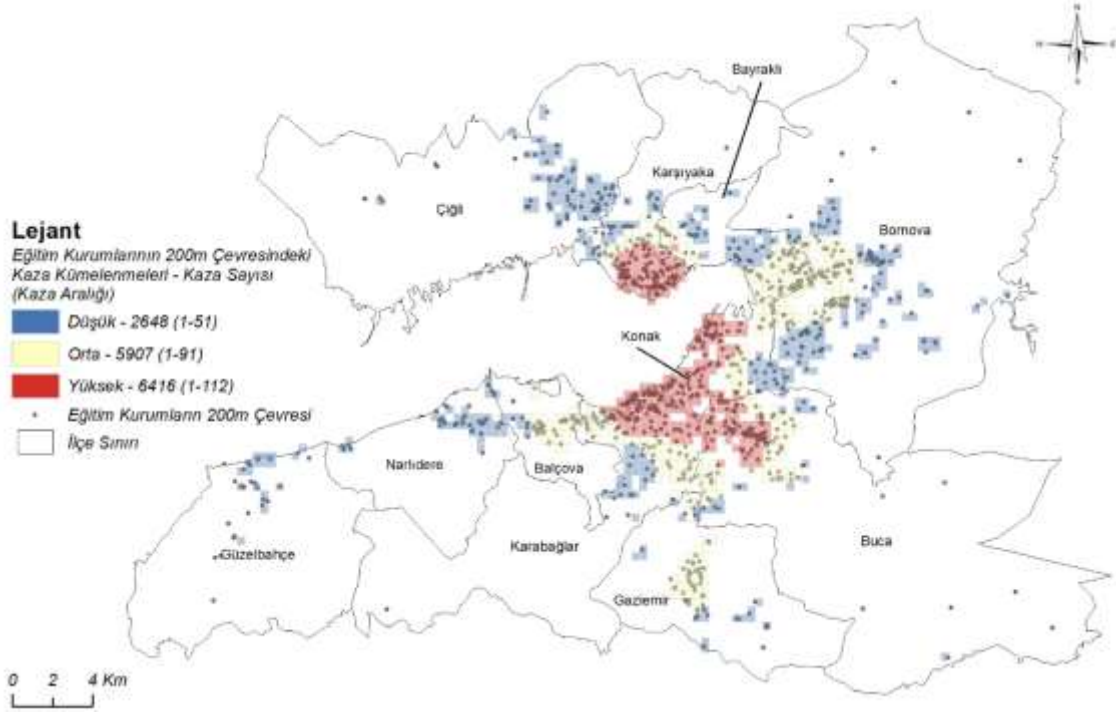 N
W
E
S
Bayraklı
Karşıyaka
Çiğli
Bornova
Lejant
Eğitim Kurumlarının 200m Çevresindeki
Kaza Kümelenmeleri - Kaza Sayısı
(Kaza Aralığı)
Düşük - 2648 (1-51)
Orta - 5907 (1-91)
Yüksek - 6416 (1-112)
Eğitim Kurumların 200m Çevresi
İlçe Sınırı
Konak
Narlıdere
Balçova
Güzelbahçe
Karabağlar
Buca
Gaziemir
0 2 4 Km